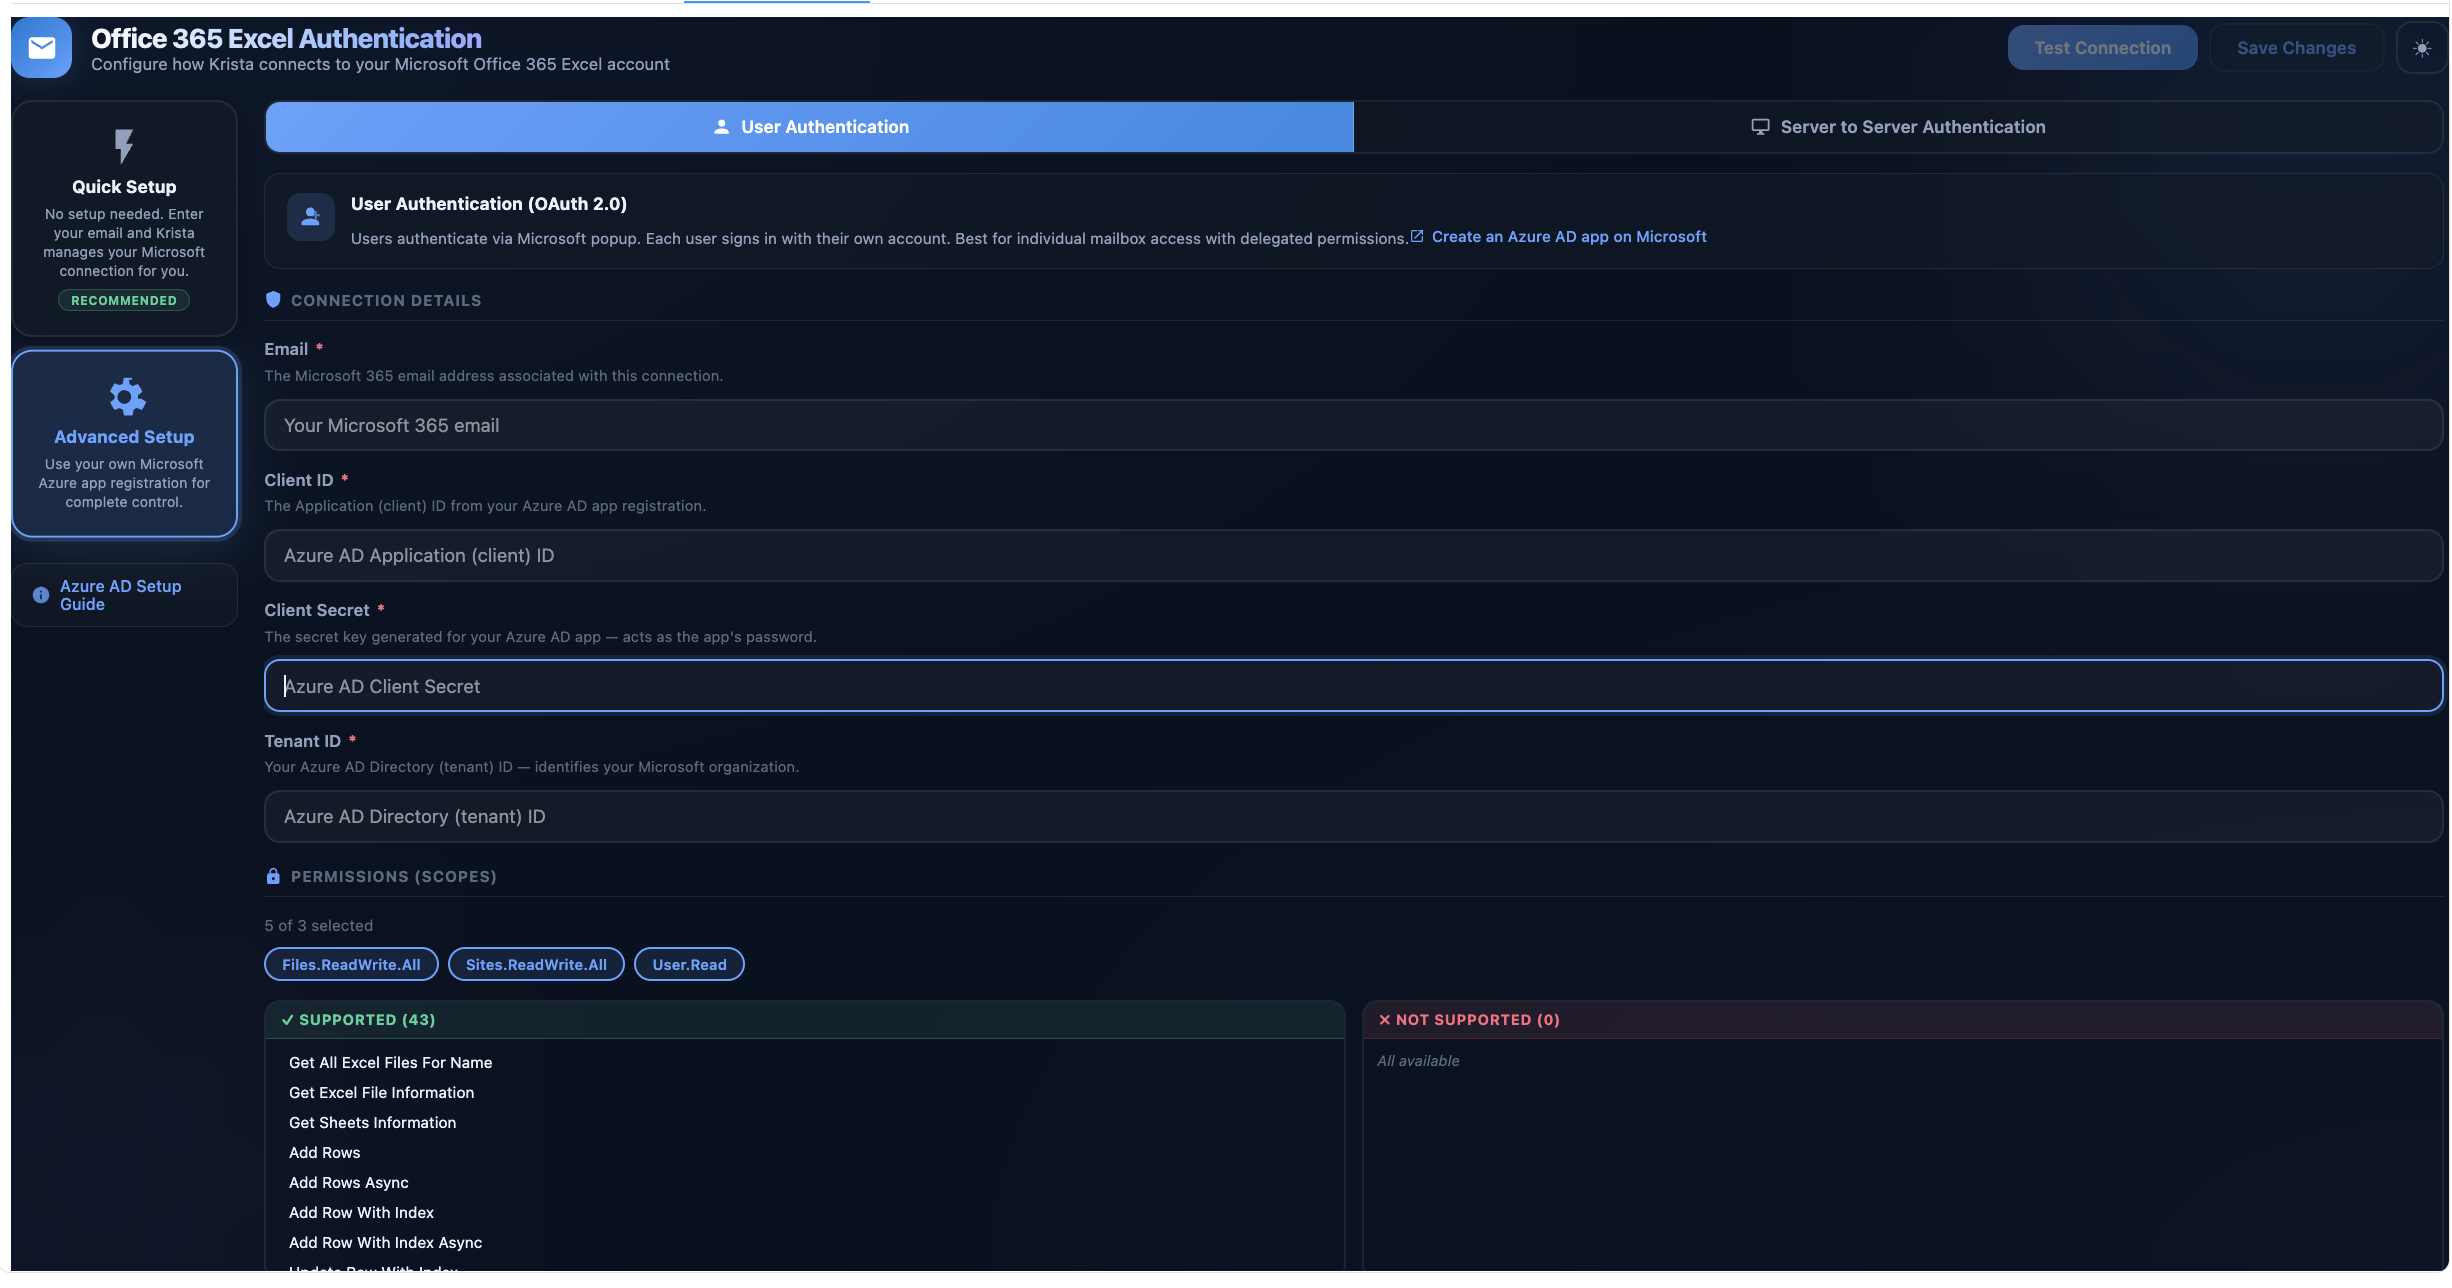 Office 365 Excel Authentication
Configure how Krista connects to your Microsoft Office 365 Excel account
Test Connection
Save Changes
Quick Setup
No setup needed. Enter
your email and Krista
manages your Microsoft
connection for you.
RECOMMENDED
Advanced Setup
Use your own Microsoft
Azure app registration for
complete control.
Azure AD Setup
Guide
User Authentication
Server to Server Authentication
User Authentication (OAuth 2.0)
Users authenticate via Microsoft popup. Each user signs in with their own account. Best for individual mailbox access with delegated permissions. Create an Azure AD app on Microsoft
CONNECTION DETAILS
Email *
The Microsoft 365 email address associated with this connection.
Your Microsoft 365 email
Client ID *
The Application (client) ID from your Azure AD app registration.
Azure AD Application (client) ID
Client Secret *
The secret key generated for your Azure AD app — acts as the app's password.
Azure AD Client Secret
Tenant ID *
Your Azure AD Directory (tenant) ID — identifies your Microsoft organization.
Azure AD Directory (tenant) ID
PERMISSIONS (SCOPES)
5 of 3 selected
Files.ReadWrite.All
Sites.ReadWrite.All
User.Read
✓ SUPPORTED (43)
Get All Excel Files For Name
Get Excel File Information
Get Sheets Information
Add Rows
Add Rows Async
Add Row With Index
Add Row With Index Async
Update Row With Index
✕ NOT SUPPORTED (0)
All available